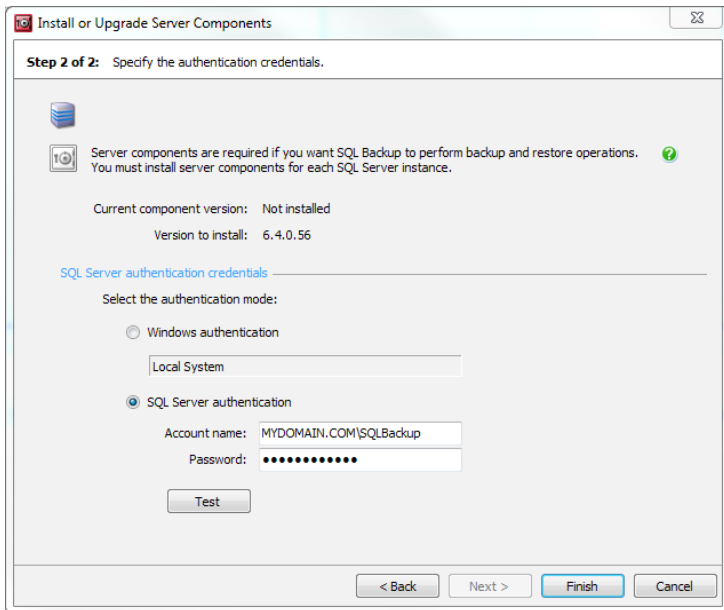 Install or Upgrade Server Components
Step 2 of 2: Specify the authentication credentials.
Server components are required if you want SQL Backup to perform backup and restore operations.
You must install server components for each SQL Server instance.
Current component version: Not installed
Version to install: 6.4.0.56
SQL Server authentication credentials
Select the authentication mode:
Windows authentication
Local System
SQL Server authentication
Account name: MYDOMAIN.COM\SQLBackup
Password: ●●●●●●●●●●●●
Test
< Back Next > Finish Cancel